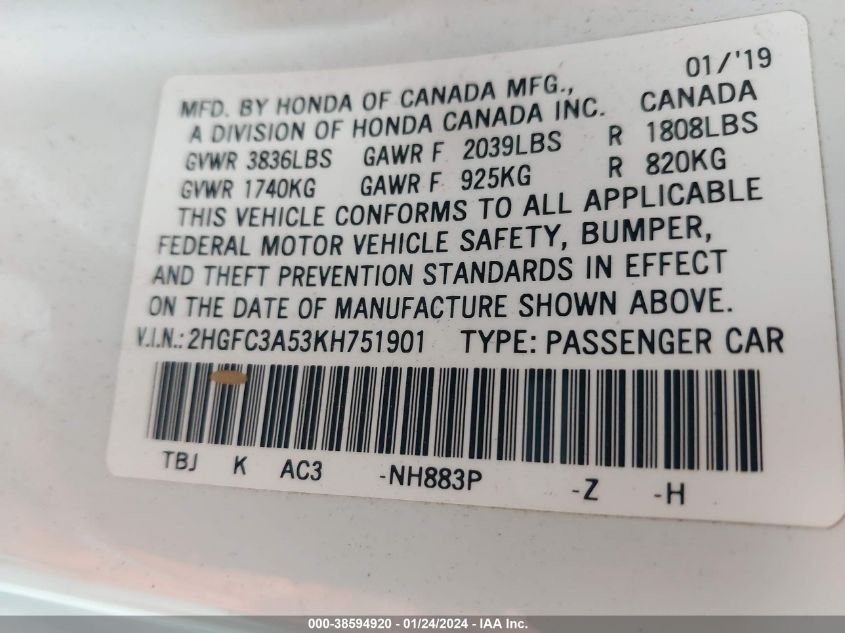 01/'19
MFD. BY HONDA OF CANADA MFG.,
A DIVISION OF HONDA CANADA INC. CANADA
GVWR 3836LBS GAWR F 2039LBS R 1808LBS
GVWR 1740KG GAWR F 925KG R 820KG
THIS VEHICLE CONFORMS TO ALL APPLICABLE
FEDERAL MOTOR VEHICLE SAFETY, BUMPER,
AND THEFT PREVENTION STANDARDS IN EFFECT
ON THE DATE OF MANUFACTURE SHOWN ABOVE.
V.I.N.: 2HGFC3A53KH751901 TYPE: PASSENGER CAR
TBJ K AC3 -NH883P -Z -H
000-38594920 - 01/24/2024 - IAA Inc.